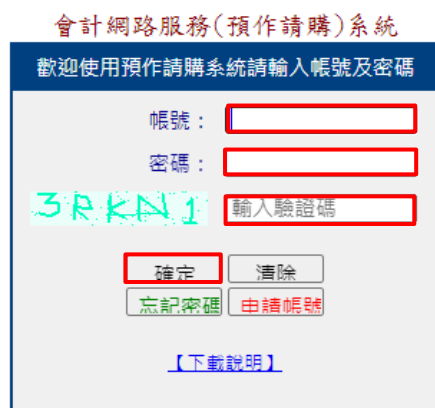 會計網路服務(預作請購)系統
歡迎使用預作請購系統請輸入帳號及密碼
帳號：
密碼：
3RKN1 輸入驗證碼
確定 清除
忘記密碼 申請帳號
【下載說明】